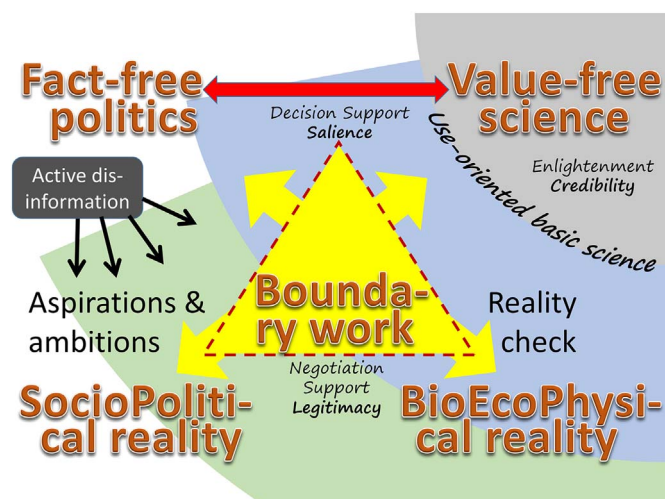 Fact-free
politics
Value-free
science
Decision Support
Salience
Use-oriented basic science
Enlightenment
Credibility
Active dis-
information
Aspirations &
ambitions
Bounda-
ry work
Reality
check
Negotiation
Support
Legitimacy
SocioPoliti-
cal reality
BioEcoPhysi-
cal reality